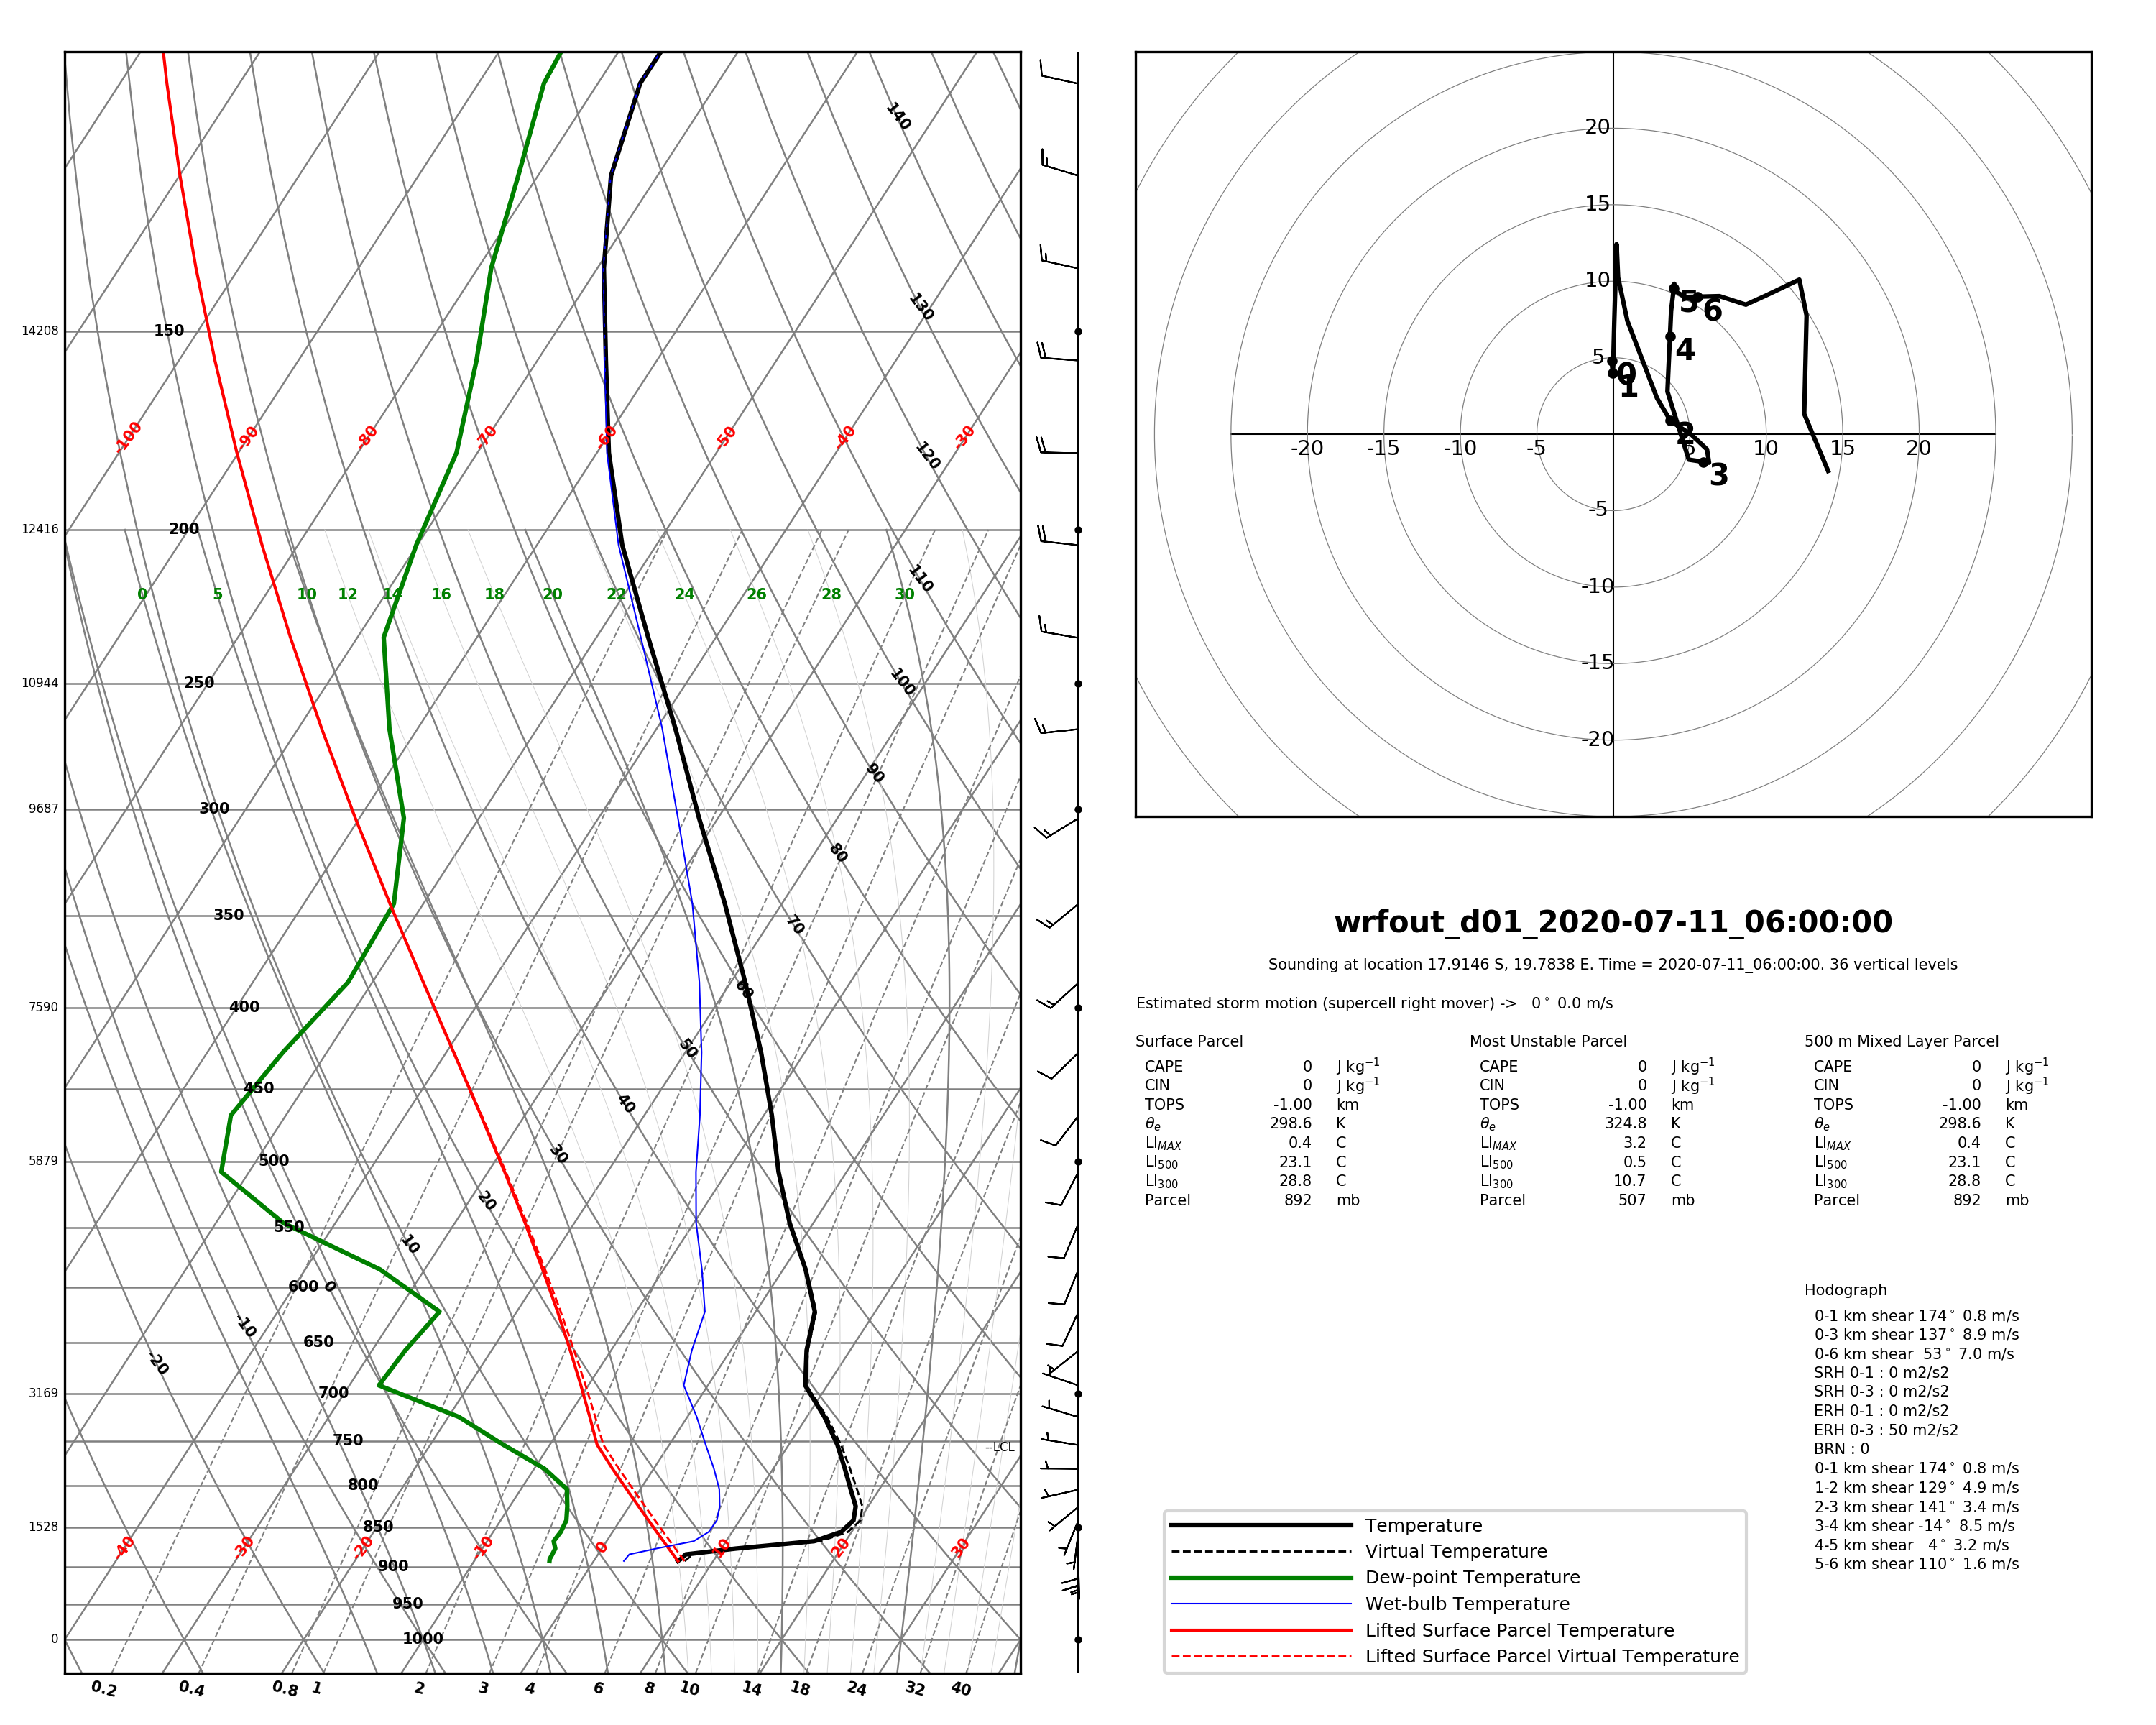 140
130
120
110
100
90
80
70
60
50
40
30
20
10
0
-10
-20
14208 150
-100 -90 -80 -70 -60 -50 -40 -30
12416 200
0 5 10 12 14 16 18 20 22 24 26 28 30
10944 250
9687 300
350
7590 400
450
5879 500
550
600
650
3169 700
750
--LCL
800
1528 850
-40 -30 -20 -10 0 10 20 30
900
950
0 1000
0.2 0.4 0.8 1 2 3 4 6 8 10 14 18 24 32 40
20
15
10
5
-20 -15 -10 -5 5 10 15 20
-5
-10
-15
-20
0
1
2
3
4
5
6
wrfout_d01_2020-07-11_06:00:00
Sounding at location 17.9146 S, 19.7838 E. Time = 2020-07-11_06:00:00. 36 vertical levels
Estimated storm motion (supercell right mover) -> 0° 0.0 m/s
Surface Parcel
CAPE 0 J kg⁻¹
CIN 0 J kg⁻¹
TOPS -1.00 km
θe 298.6 K
LIMAX 0.4 C
LI500 23.1 C
LI300 28.8 C
Parcel 892 mb
Most Unstable Parcel
CAPE 0 J kg⁻¹
CIN 0 J kg⁻¹
TOPS -1.00 km
θe 324.8 K
LIMAX 3.2 C
LI500 0.5 C
LI300 10.7 C
Parcel 507 mb
500 m Mixed Layer Parcel
CAPE 0 J kg⁻¹
CIN 0 J kg⁻¹
TOPS -1.00 km
θe 298.6 K
LIMAX 0.4 C
LI500 23.1 C
LI300 28.8 C
Parcel 892 mb
Hodograph
0-1 km shear 174° 0.8 m/s
0-3 km shear 137° 8.9 m/s
0-6 km shear 53° 7.0 m/s
SRH 0-1 : 0 m2/s2
SRH 0-3 : 0 m2/s2
ERH 0-1 : 0 m2/s2
ERH 0-3 : 50 m2/s2
BRN : 0
0-1 km shear 174° 0.8 m/s
1-2 km shear 129° 4.9 m/s
2-3 km shear 141° 3.4 m/s
3-4 km shear -14° 8.5 m/s
4-5 km shear 4° 3.2 m/s
5-6 km shear 110° 1.6 m/s
Temperature
Virtual Temperature
Dew-point Temperature
Wet-bulb Temperature
Lifted Surface Parcel Temperature
Lifted Surface Parcel Virtual Temperature